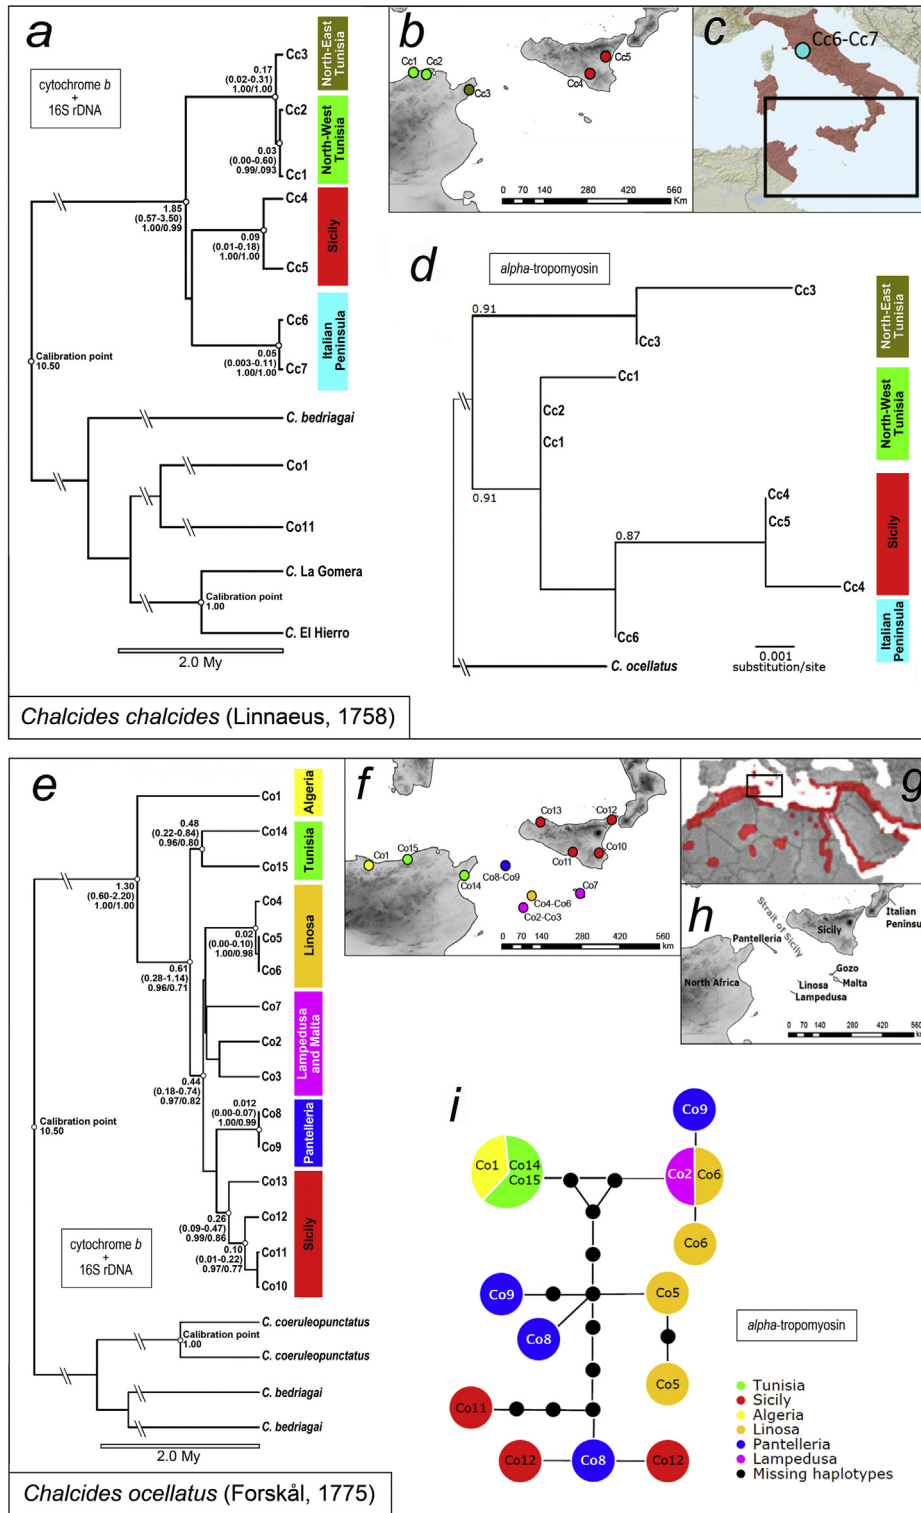 a
cytochrome b
+
16S rDNA
Cc3
0.17
(0.02-0.31)
1.00/1.00
Cc2
0.03
(0.00-0.60)
0.99/.093
Cc1
1.85
(0.57-3.50)
1.00/0.99
Cc4
0.09
(0.01-0.18)
1.00/1.00
Cc5
Cc6
0.05
(0.003-0.11)
1.00/1.00
Cc7
Calibration point
10.50
C. bedriagai
Co1
Co11
C. La Gomera
Calibration point
1.00
C. El Hierro
2.0 My
North-East
Tunisia
North-West
Tunisia
Sicily
Italian
Peninsula
b
Cc1
Cc2
Cc3
Cc5
Cc4
0 70 140 280 420 560
Km
c
Cc6-Cc7
d
alpha-tropomyosin
0.91
Cc3
Cc3
Cc1
Cc2
Cc1
0.91
Cc4
Cc5
0.87
Cc4
Cc6
C. ocellatus
0.001
substitution/site
North-East
Tunisia
North-West
Tunisia
Sicily
Italian
Peninsula
Chalcides chalcides (Linnaeus, 1758)
e
Co1
0.48
(0.22-0.84)
0.96/0.80
Co14
Co15
1.30
(0.60-2.20)
1.00/1.00
Co4
0.02
(0.00-0.10)
1.00/0.98
Co5
Co6
0.61
(0.28-1.14)
0.96/0.71
Co7
Co2
Co3
0.44
(0.18-0.74)
0.97/0.82
0.012
(0.00-0.07)
1.00/0.99
Co8
Co9
Calibration point
10.50
Co13
0.26
(0.09-0.47)
0.99/0.86
Co12
0.10
(0.01-0.22)
0.97/0.77
Co11
Co10
cytochrome b
+
16S rDNA
C. coeruleopunctatus
Calibration point
1.00
C. coeruleopunctatus
C. bedriagai
C. bedriagai
2.0 My
Algeria
Tunisia
Linosa
Lampedusa
and Malta
Pantelleria
Sicily
f
Co13
Co12
Co11
Co10
Co1
Co15
Co14
Co8-Co9
Co7
Co4-Co6
Co2-Co3
0 70 140 280 420 560
km
g
h
Italian
Peninsu
Sicily
Strait of Sicily
Pantelleria
Gozo
Malta
North Africa
Linosa
Lampedusa
0 70 140 280 420 560
km
i
Co9
Co1
Co14
Co15
Co2
Co6
Co6
Co9
Co5
Co8
Co5
Co11
Co12
Co8
Co12
alpha-tropomyosin
Tunisia
Sicily
Algeria
Linosa
Pantelleria
Lampedusa
Missing haplotypes
Chalcides ocellatus (Forskål, 1775)